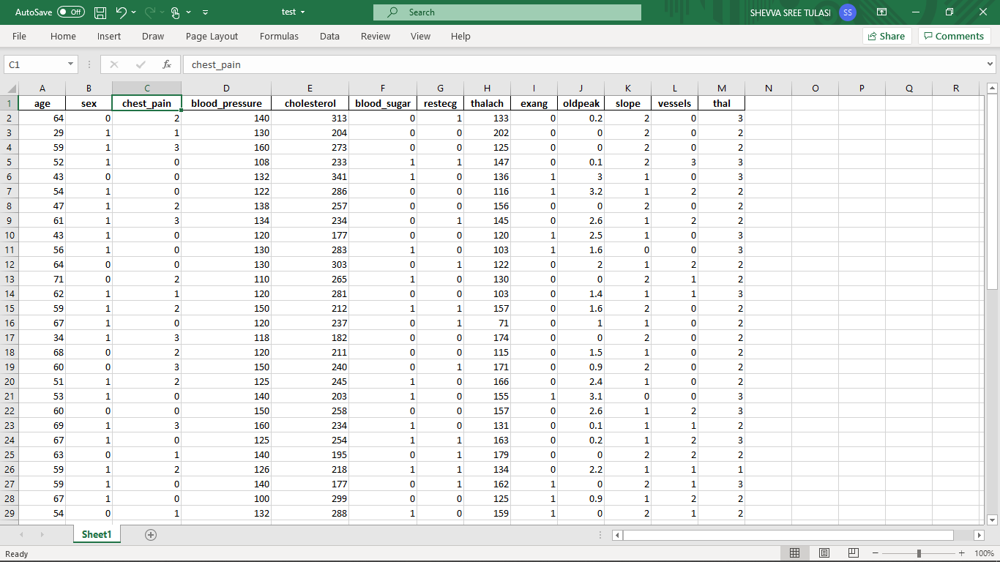 AutoSave Off test Search SHEVVA SREE TULASI SS
File Home Insert Draw Page Layout Formulas Data Review View Help Share Comments
C1 fx chest_pain
A B C D E F G H I J K L M N O P Q R
1 age sex chest_pain blood_pressure cholesterol blood_sugar restecg thalach exang oldpeak slope vessels thal
2 64 0 2 140 313 0 1 133 0 0.2 2 0 3
3 29 1 1 130 204 0 0 202 0 0 2 0 2
4 59 1 3 160 273 0 0 125 0 0 2 0 2
5 52 1 0 108 233 1 1 147 0 0.1 2 3 3
6 43 0 0 132 341 1 0 136 1 3 1 0 3
7 54 1 0 122 286 0 0 116 1 3.2 1 2 2
8 47 1 2 138 257 0 0 156 0 0 2 0 2
9 61 1 3 134 234 0 1 145 0 2.6 1 2 2
10 43 1 0 120 177 0 0 120 1 2.5 1 0 3
11 56 1 0 130 283 1 0 103 1 1.6 0 0 3
12 64 0 0 130 303 0 1 122 0 2 1 2 2
13 71 0 2 110 265 1 0 130 0 0 2 1 2
14 62 1 1 120 281 0 0 103 0 1.4 1 1 3
15 59 1 2 150 212 1 1 157 0 1.6 2 0 2
16 67 1 0 120 237 0 1 71 0 1 1 0 2
17 34 1 3 118 182 0 0 174 0 0 2 0 2
18 68 0 2 120 211 0 0 115 0 1.5 1 0 2
19 60 0 3 150 240 0 1 171 0 0.9 2 0 2
20 51 1 2 125 245 1 0 166 0 2.4 1 0 2
21 53 1 0 140 203 1 0 155 1 3.1 0 0 3
22 60 0 0 150 258 0 0 157 0 2.6 1 2 3
23 69 1 3 160 234 1 0 131 0 0.1 1 1 2
24 67 1 0 125 254 1 1 163 0 0.2 1 2 3
25 63 0 1 140 195 0 1 179 0 0 2 2 2
26 59 1 2 126 218 1 1 134 0 2.2 1 1 1
27 59 1 0 140 177 0 1 162 1 0 2 1 3
28 67 1 0 100 299 0 0 125 1 0.9 1 2 2
29 54 0 1 132 288 1 0 159 1 0 2 1 2
Sheet1
Ready 100%